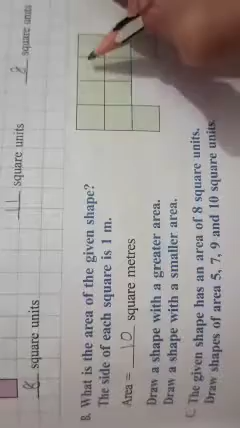 8 square units
11 square units
8 square units
B. What is the area of the given shape?
The side of each square is 1 m.
Area = 10 square metres
Draw a shape with a greater area.
Draw a shape with a smaller area.
C. The given shape has an area of 8 square units.
Draw shapes of area 5, 7, 9 and 10 square units.